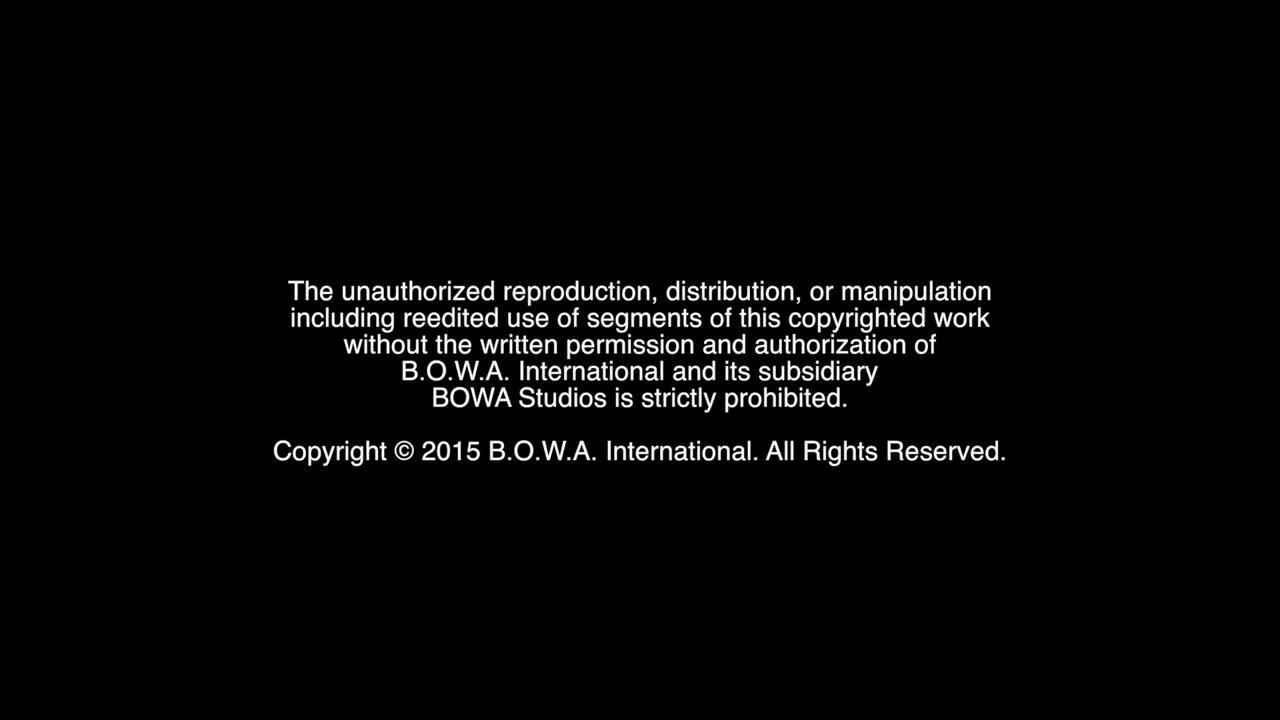 The unauthorized reproduction, distribution, or manipulation
including reedited use of segments of this copyrighted work
without the written permission and authorization of
B.O.W.A. International and its subsidiary
BOWA Studios is strictly prohibited.
Copyright © 2015 B.O.W.A. International. All Rights Reserved.